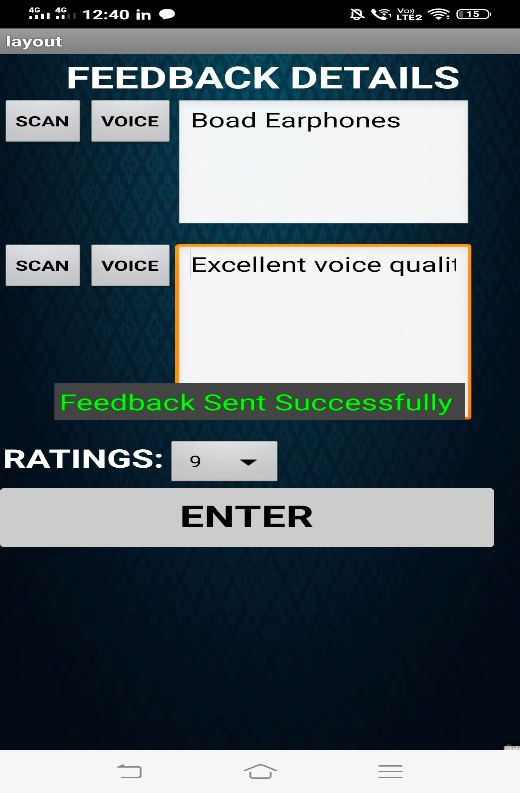 4G 4G 12:40 in Vo)) LTE2 15
layout
FEEDBACK DETAILS
SCAN VOICE Boad Earphones
SCAN VOICE Excellent voice qualit
Feedback Sent Successfully
RATINGS: 9
ENTER